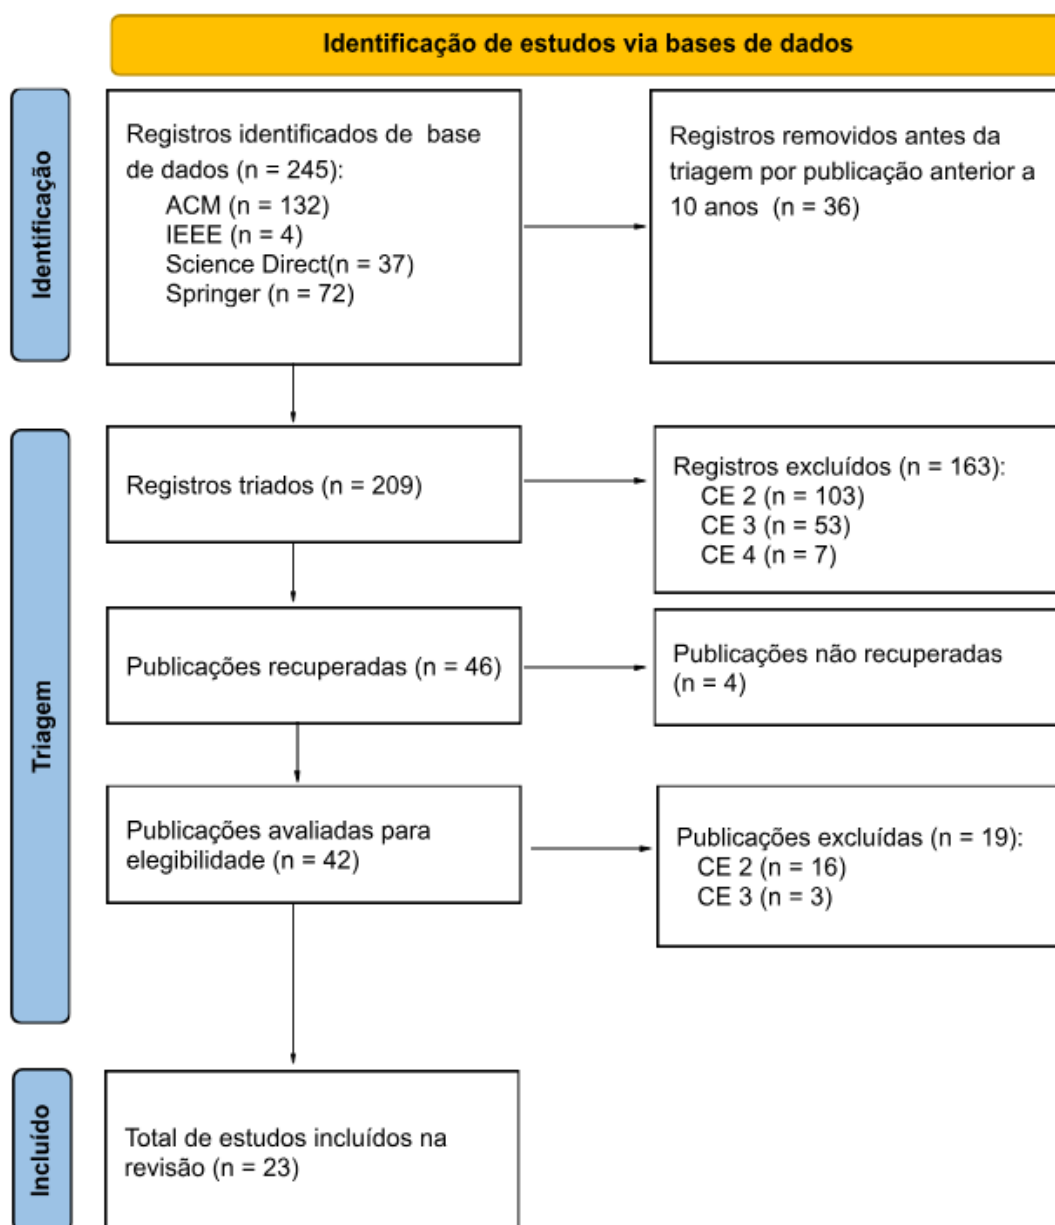 Identificação de estudos via bases de dados
Identificação
Registros identificados de base
de dados (n = 245):
ACM (n = 132)
IEEE (n = 4)
Science Direct(n = 37)
Springer (n = 72)
Registros removidos antes da
triagem por publicação anterior a
10 anos (n = 36)
Triagem
Registros triados (n = 209)
Registros excluídos (n = 163):
CE 2 (n = 103)
CE 3 (n = 53)
CE 4 (n = 7)
Publicações recuperadas (n = 46)
Publicações não recuperadas
(n = 4)
Publicações avaliadas para
elegibilidade (n = 42)
Publicações excluídas (n = 19):
CE 2 (n = 16)
CE 3 (n = 3)
Incluído
Total de estudos incluídos na
revisão (n = 23)